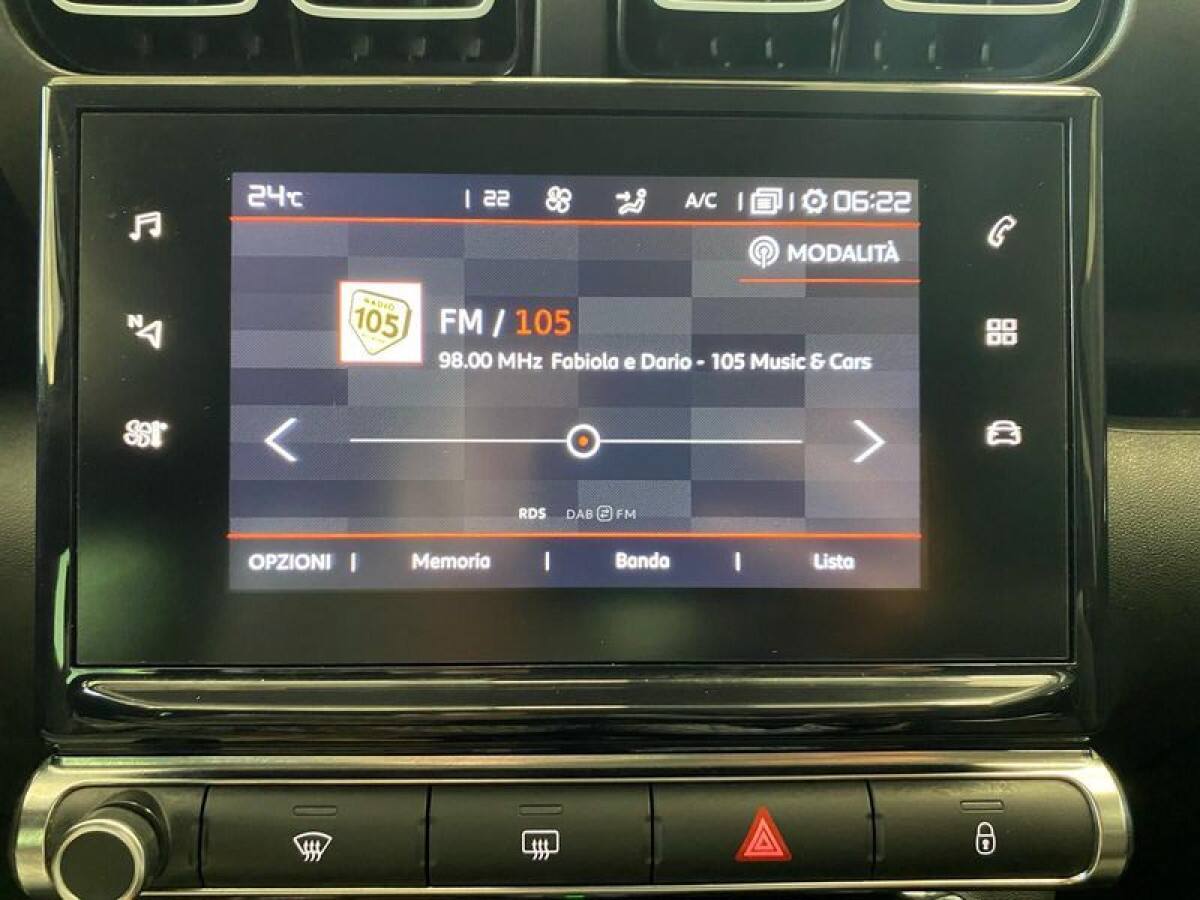 24°C | 22 A/C | | 06:22
MODALITÀ
RADIO
105
FM / 105
98.00 MHz Fabiola e Dario - 105 Music & Cars
N
RDS DAB FM
OPZIONI | Memoria | Banda | Lista